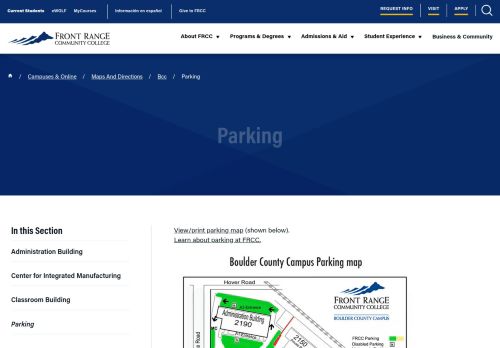 Current Students eWOLF MyCourses Información en español Give to FRCC REQUEST INFO VISIT APPLY
FRONT RANGE
COMMUNITY COLLEGE
About FRCC Programs & Degrees Admissions & Aid Student Experience Business & Community
/ Campuses & Online / Maps And Directions / Bcc / Parking
Parking
In this Section
Administration Building
Center for Integrated Manufacturing
Classroom Building
Parking
View/print parking map (shown below).
Learn about parking at FRCC.
Boulder County Campus Parking map
Hover Road
FRONT RANGE
COMMUNITY COLLEGE
BOULDER COUNTY CAMPUS
Administration Building
2190
2150
Road
FRCC Parking
Disabled Parking